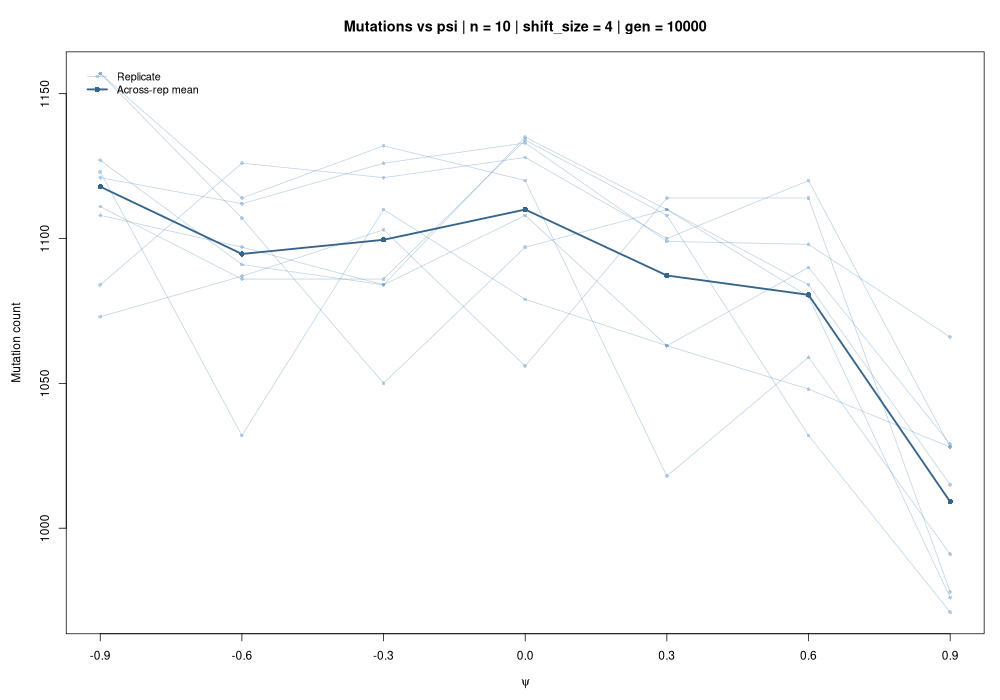 Mutations vs psi | n = 10 | shift_size = 4 | gen = 10000
Replicate
Across-rep mean
1150
1100
1050
1000
Mutation count
-0.9 -0.6 -0.3 0.0 0.3 0.6 0.9
ψ